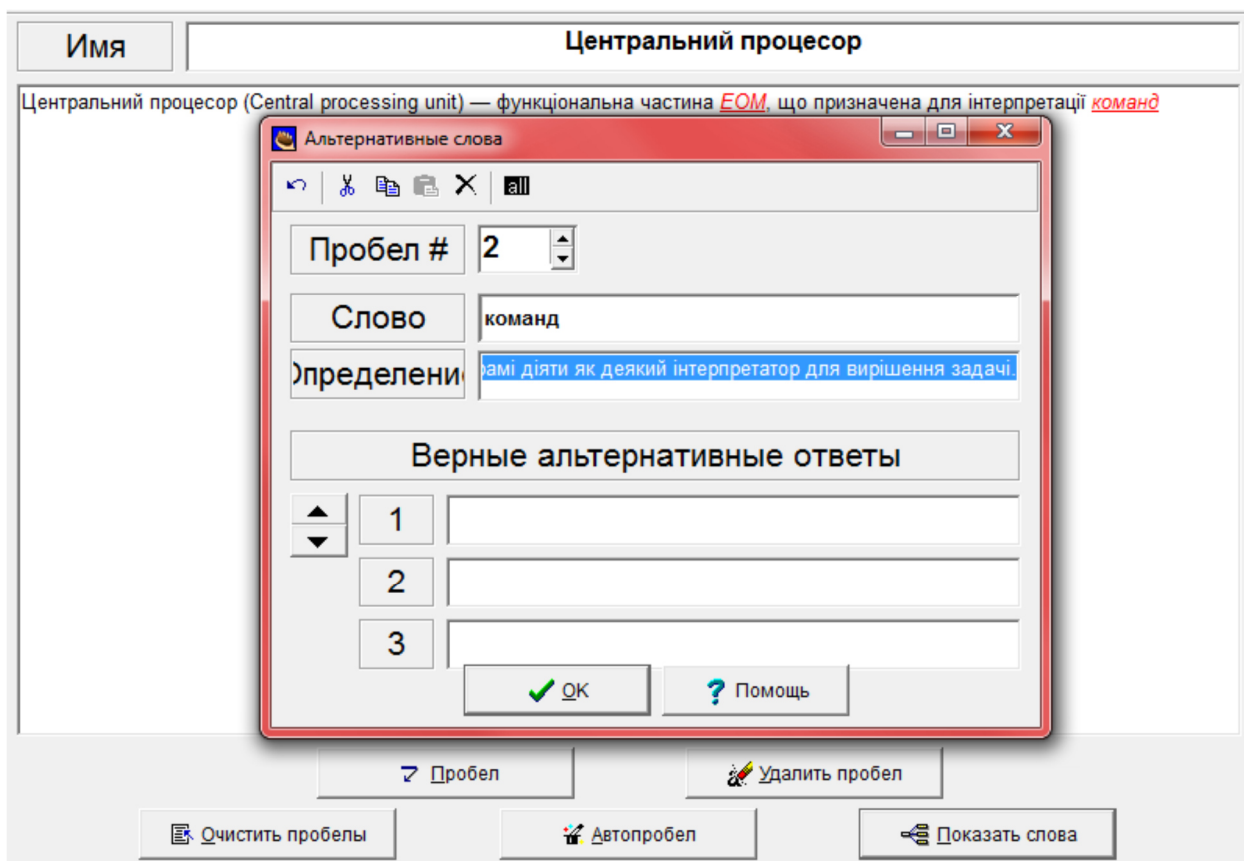 Имя
Центральний процесор
Центральний процесор (Central processing unit) — функціональна частина ЕОМ, що призначена для інтерпретації команд
Альтернативные слова
all
Пробел # 2
Слово команд
Определени
рамі діяти як деякий інтерпретатор для вирішення задачі.
Верные альтернативные ответы
1
2
3
OK Помощь
Пробел Удалить пробел
Очистить пробелы Автопробел Показать слова